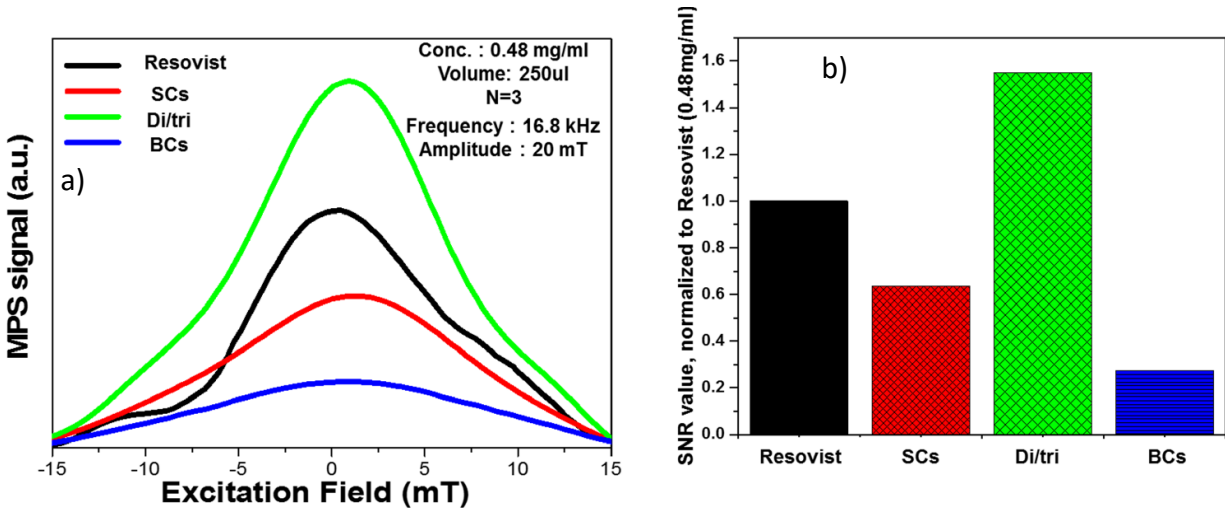 Resovist
SCs
Di/tri
BCs
Conc. : 0.48 mg/ml
Volume: 250ul
N=3
Frequency : 16.8 kHz
Amplitude : 20 mT
a)
MPS signal (a.u.)
-15 -10 -5 0 5 10 15
Excitation Field (mT)
b)
SNR value, normalized to Resovist (0.48mg/ml)
1.6
1.4
1.2
1.0
0.8
0.6
0.4
0.2
0.0
Resovist SCs Di/tri BCs